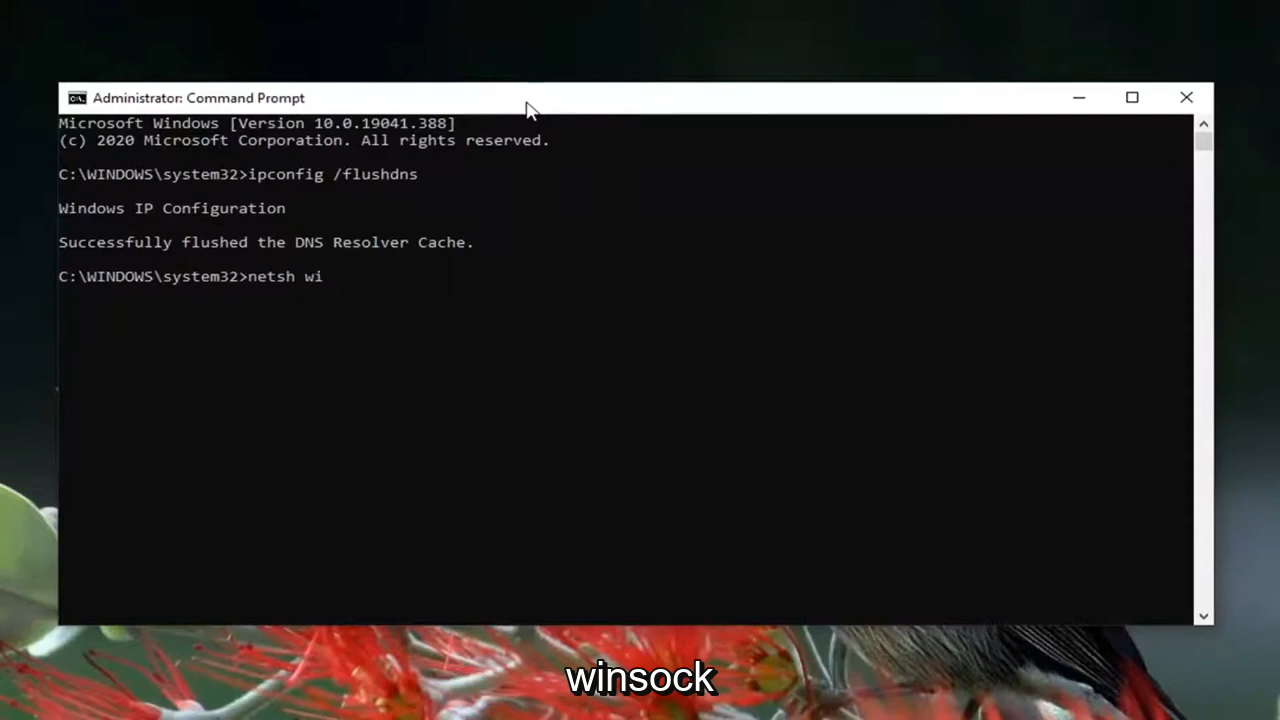 Administrator: Command Prompt
Microsoft Windows [Version 10.0.19041.388]
(c) 2020 Microsoft Corporation. All rights reserved.
C:\WINDOWS\system32>ipconfig /flushdns
Windows IP Configuration
Successfully flushed the DNS Resolver Cache.
C:\WINDOWS\system32>netsh wi
winsock